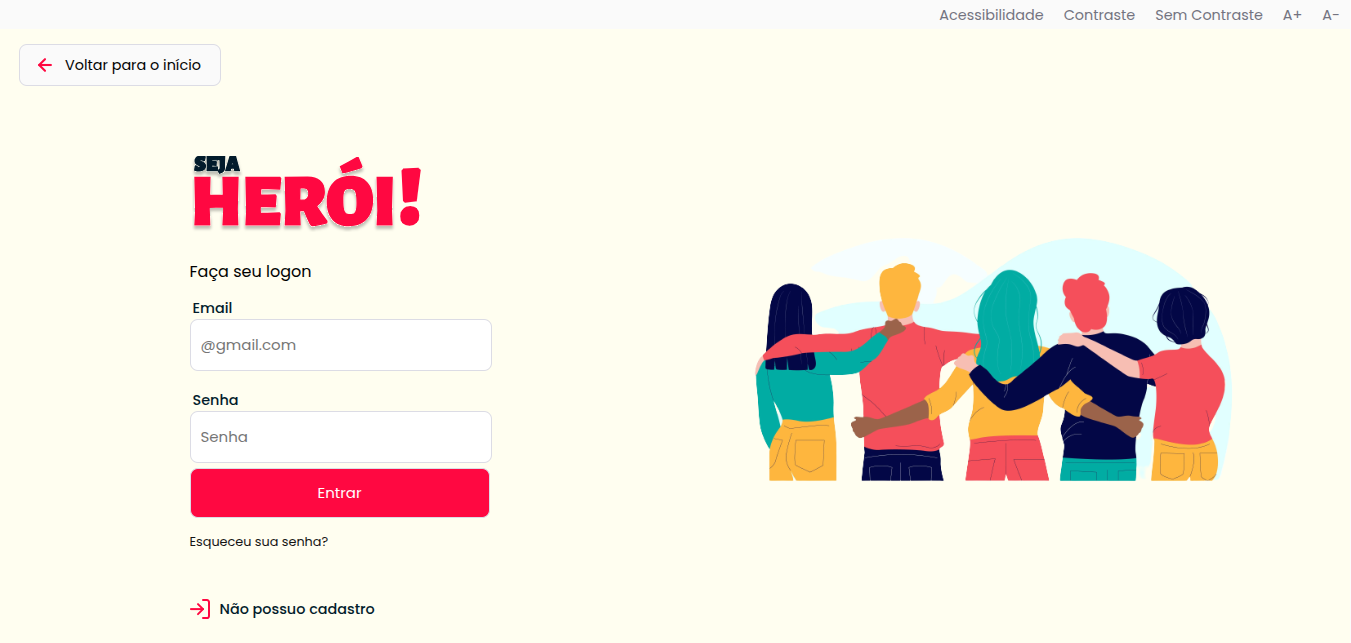 Acessibilidade Contraste Sem Contraste A+ A-
Voltar para o início
SEJA
HERÓI!
Faça seu logon
Email
@gmail.com
Senha
Senha
Entrar
Esqueceu sua senha?
Não possuo cadastro